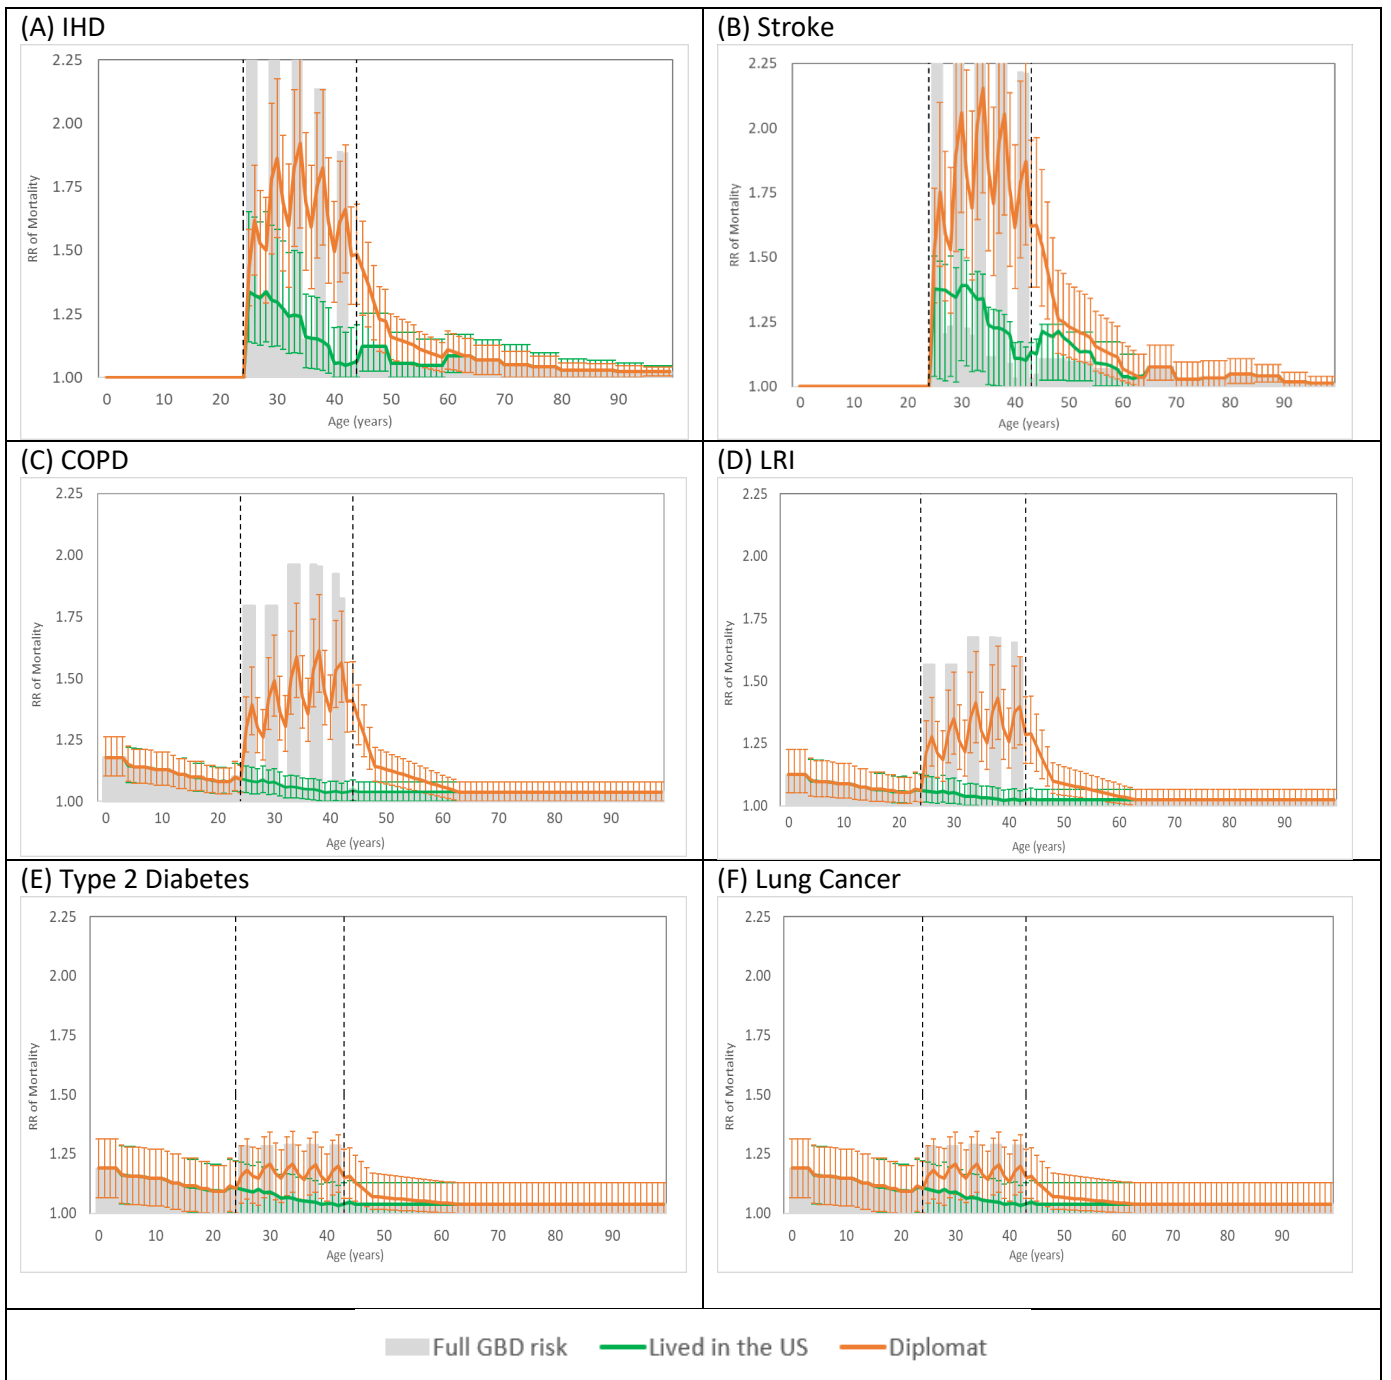 (A) IHD
2.25
2.00
1.75
1.50
1.25
1.00
RR of Mortality
0 10 20 30 40 50 60 70 80 90
Age (years)
(B) Stroke
2.25
2.00
1.75
1.50
1.25
1.00
RR of Mortality
0 10 20 30 40 50 60 70 80 90
Age (years)
(C) COPD
2.25
2.00
1.75
1.50
1.25
1.00
RR of Mortality
0 10 20 30 40 50 60 70 80 90
Age (years)
(D) LRI
2.25
2.00
1.75
1.50
1.25
1.00
RR of Mortality
0 10 20 30 40 50 60 70 80 90
Age (years)
(E) Type 2 Diabetes
2.25
2.00
1.75
1.50
1.25
1.00
RR of Mortality
0 10 20 30 40 50 60 70 80 90
Age (years)
(F) Lung Cancer
2.25
2.00
1.75
1.50
1.25
1.00
RR of Mortality
0 10 20 30 40 50 60 70 80 90
Age (years)
Full GBD risk Lived in the US Diplomat